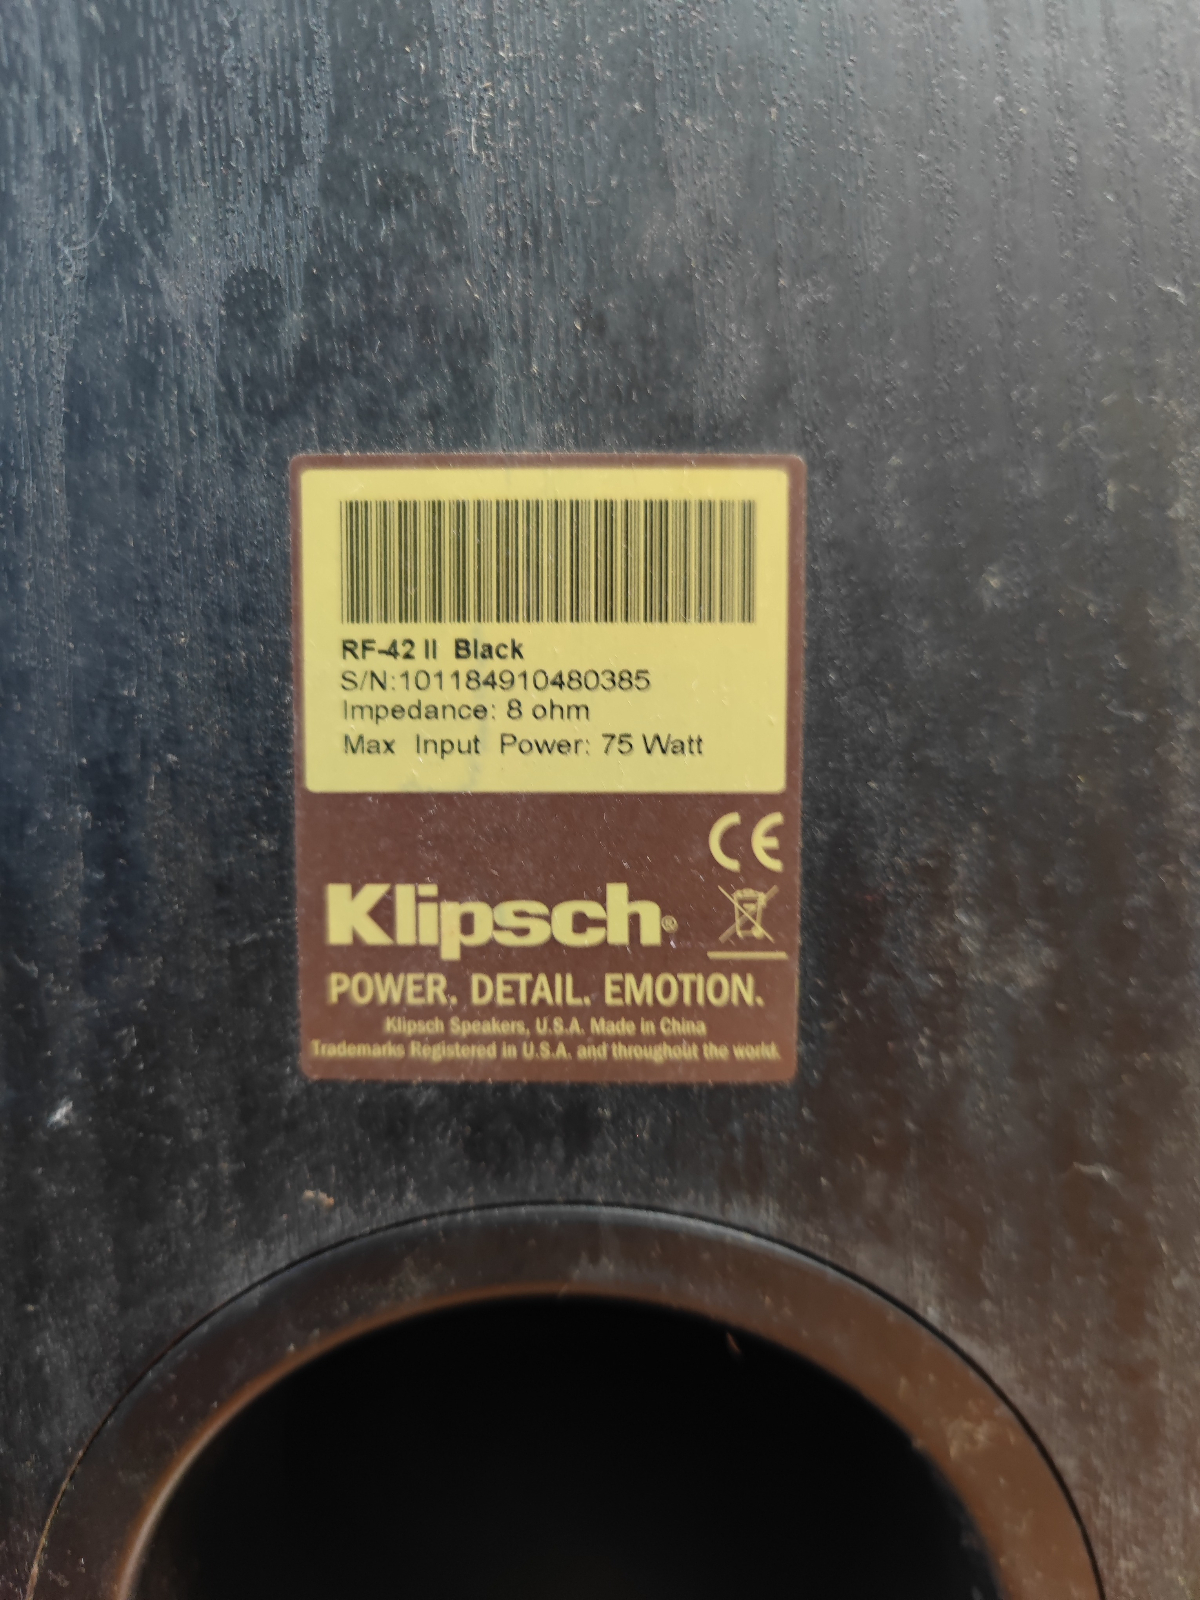 RF-42 II Black
S/N:101184910480385
Impedance: 8 ohm
Max Input Power: 75 Watt
CE
Klipsch®
POWER. DETAIL. EMOTION.
Klipsch Speakers, U.S.A. Made in China
Trademarks Registered in U.S.A. and throughout the world.